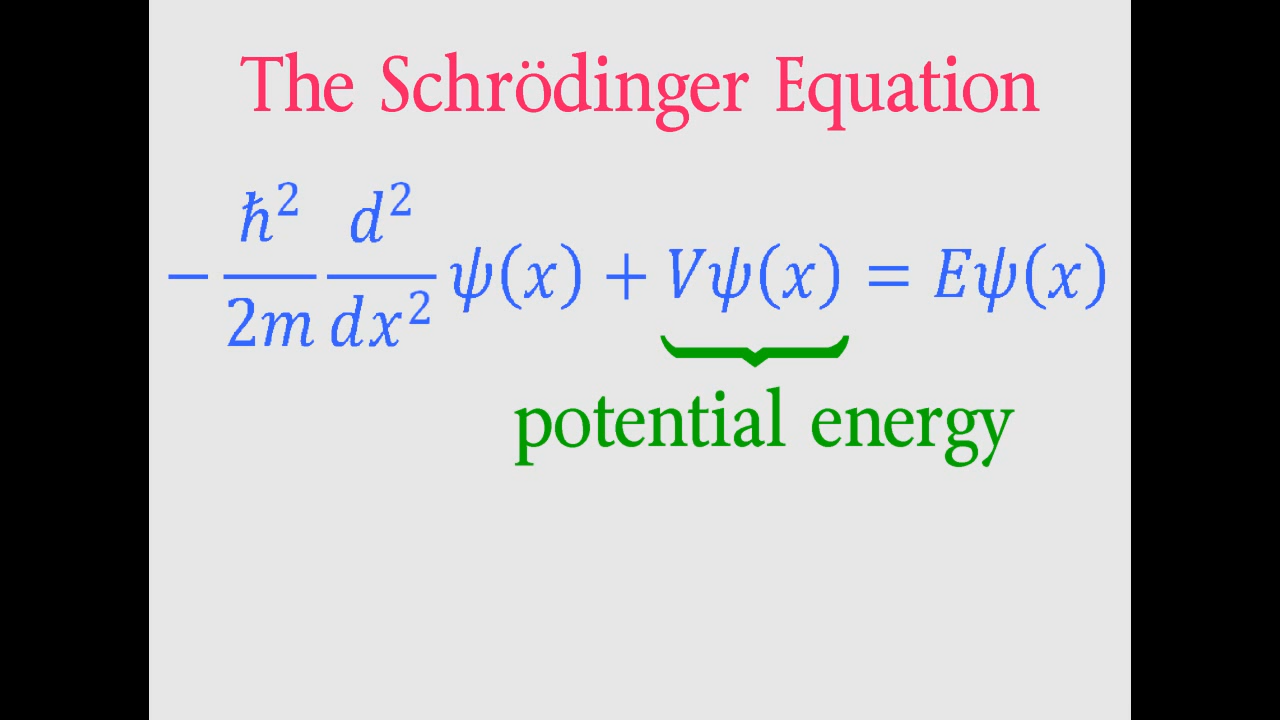 The Schrödinger Equation
−ℏ²/2m d²/dx² ψ(x) + Vψ(x) = Eψ(x)
potential energy